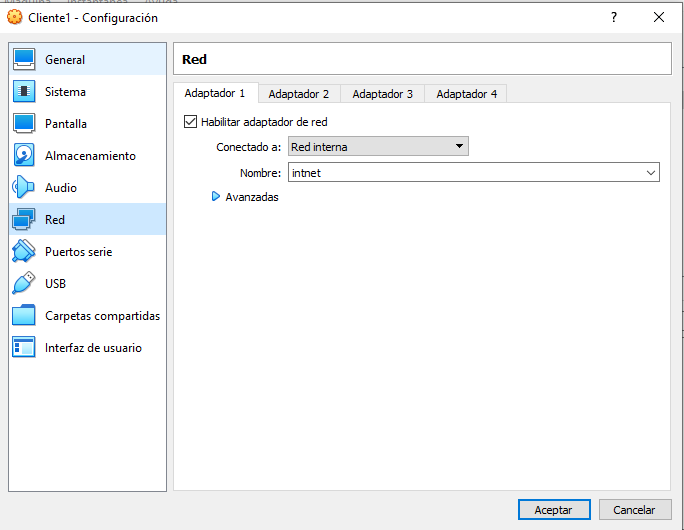 Cliente1 - Configuración
?
General
Sistema
Pantalla
Almacenamiento
Audio
Red
Puertos serie
USB
Carpetas compartidas
Interfaz de usuario
Red
Adaptador 1 Adaptador 2 Adaptador 3 Adaptador 4
Habilitar adaptador de red
Conectado a: Red interna
Nombre: intnet
Avanzadas
Aceptar Cancelar